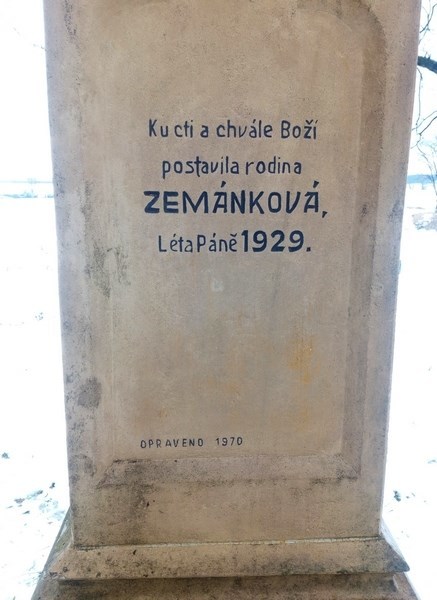 Ku cti a chvále Boží
postavila rodina
ZEMÁNKOVÁ,
Léta Páně 1929.
OPRAVENO 1970